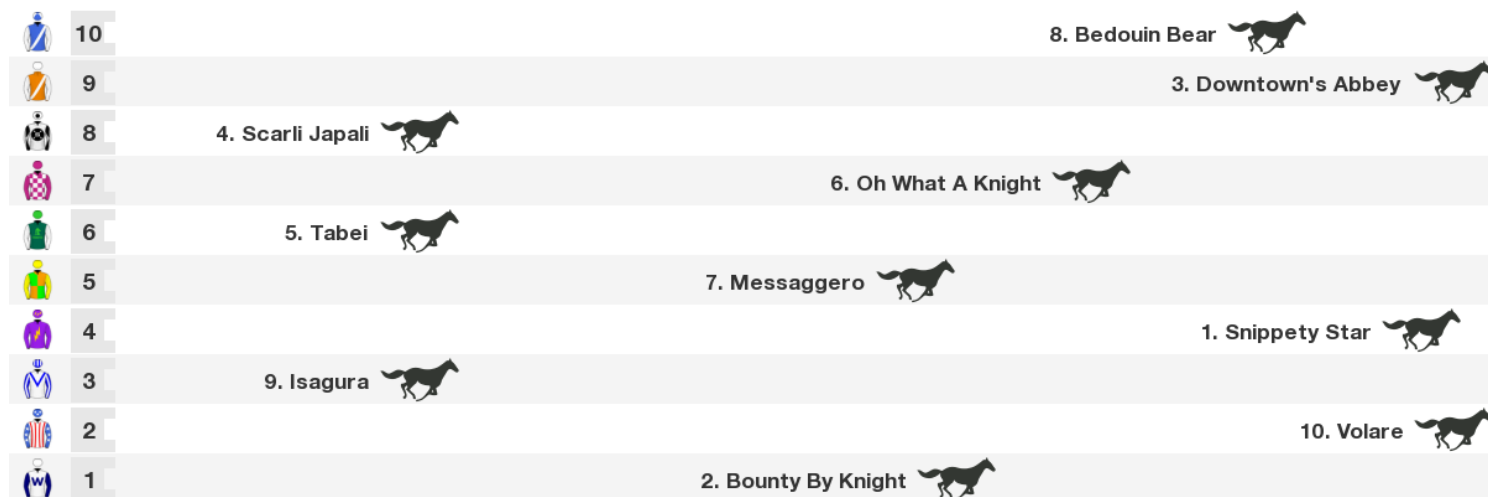 10 8. Bedouin Bear
9 3. Downtown's Abbey
8 4. Scarli Japali
7 6. Oh What A Knight
6 5. Tabei
5 7. Messaggero
4 1. Snippety Star
3 9. Isagura
2 10. Volare
W 1 2. Bounty By Knight